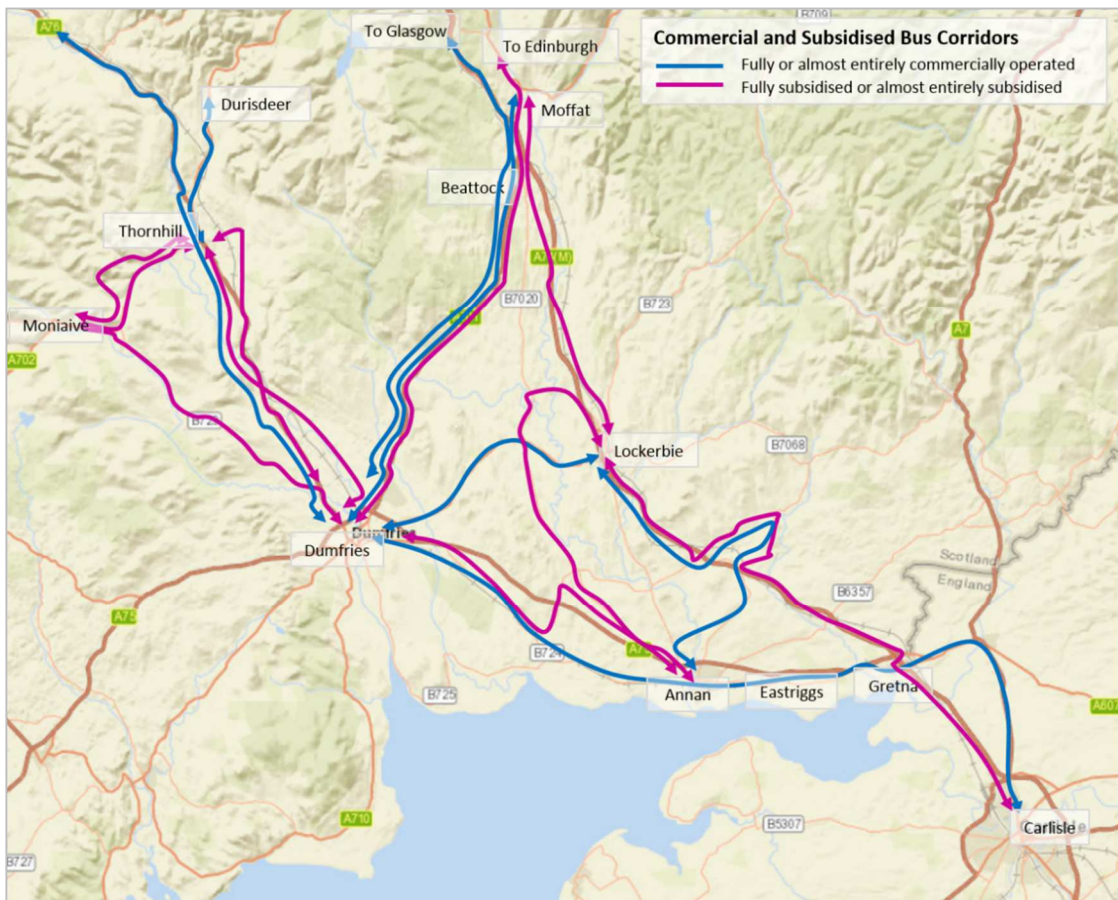 B709
A76
To Glasgow
To Edinburgh
Commercial and Subsidised Bus Corridors
Fully or almost entirely commercially operated
Fully subsidised or almost entirely subsidised
Durisdeer
Moffat
Beattock
Thornhill
B7020
B723
Moniaive
A702
A7
B7068
Lockerbie
Dumfries
Dumfries
Scotland
England
B6357
A75
B724
B725
Annan
Eastriggs
Gretna
A607
A710
B5307
Carlisle
B727